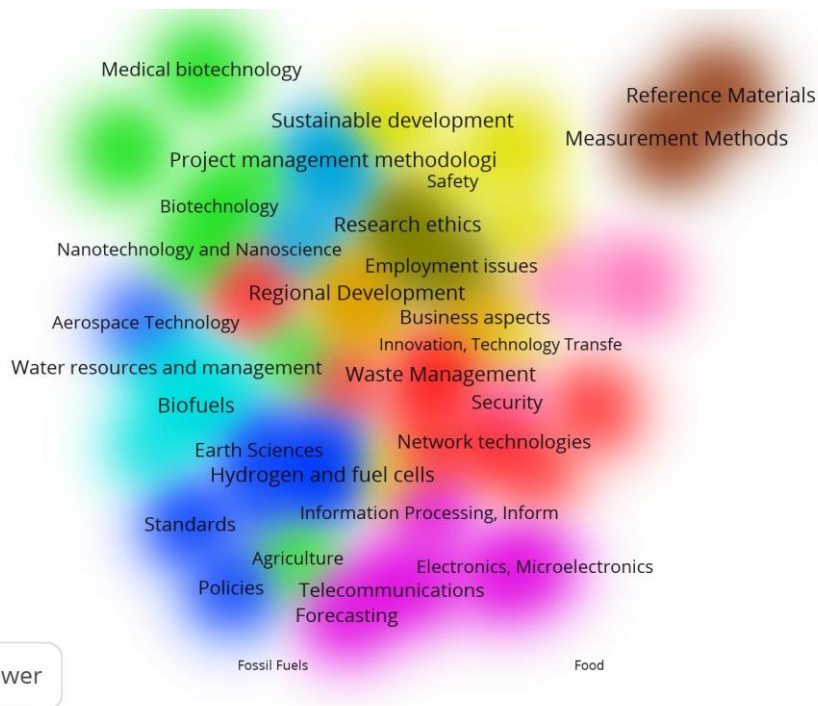 Medical biotechnology
Reference Materials
Sustainable development
Measurement Methods
Project management methodologi
Safety
Biotechnology
Research ethics
Nanotechnology and Nanoscience
Employment issues
Regional Development
Business aspects
Aerospace Technology
Innovation, Technology Transfe
Water resources and management
Waste Management
Security
Biofuels
Network technologies
Earth Sciences
Hydrogen and fuel cells
Information Processing, Inform
Standards
Agriculture
Electronics, Microelectronics
Policies
Telecommunications
Forecasting
Fossil Fuels
Food
wer